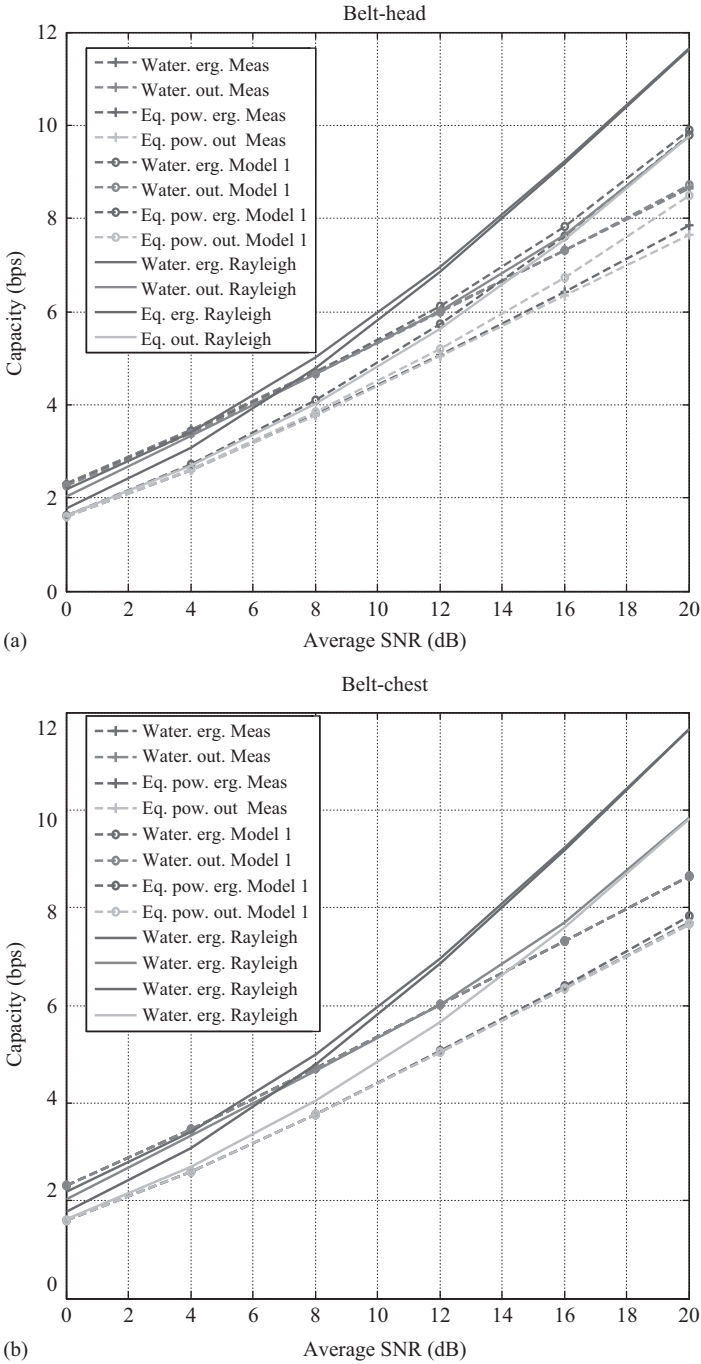 Belt-head
12
10
8
6
4
2
0
Capacity (bps)
Water. erg. Meas
Water. out. Meas
Eq. pow. erg. Meas
Eq. pow. out Meas
Water. erg. Model 1
Water. out. Model 1
Eq. pow. erg. Model 1
Eq. pow. out. Model 1
Water. erg. Rayleigh
Water. out. Rayleigh
Eq. erg. Rayleigh
Eq. out. Rayleigh
0 2 4 6 8 10 12 14 16 18 20
(a)
Average SNR (dB)
Belt-chest
12
10
8
6
4
2
0
Capacity (bps)
Water. erg. Meas
Water. out. Meas
Eq. pow. erg. Meas
Eq. pow. out Meas
Water. erg. Model 1
Water. out. Model 1
Eq. pow. erg. Model 1
Eq. pow. out. Model 1
Water. erg. Rayleigh
Water. erg. Rayleigh
Water. erg. Rayleigh
Water. erg. Rayleigh
0 2 4 6 8 10 12 14 16 18 20
(b)
Average SNR (dB)